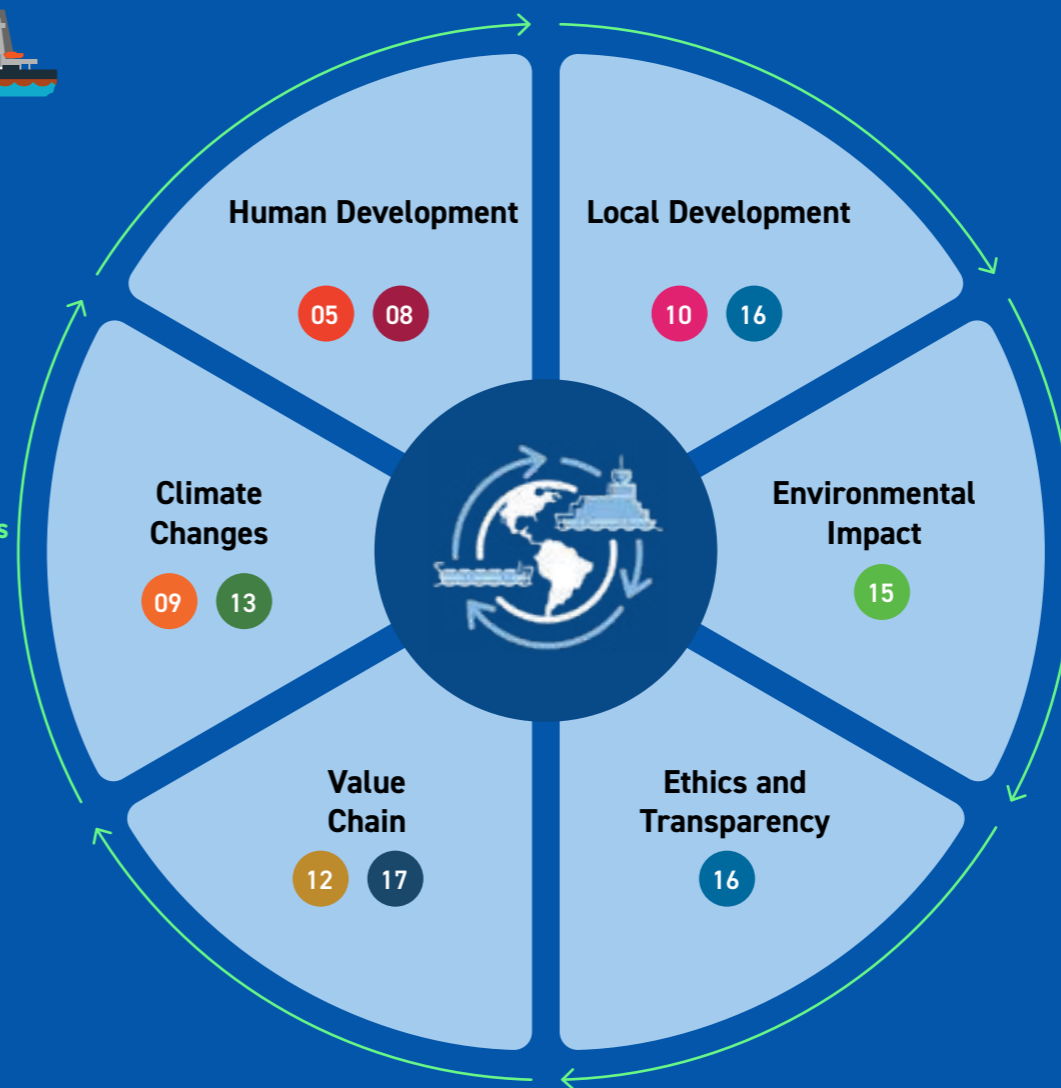 Human Development
05 08
Local Development
10 16
Climate
Changes
09 13
Environmental
Impact
15
Value
Chain
12 17
Ethics and
Transparency
16